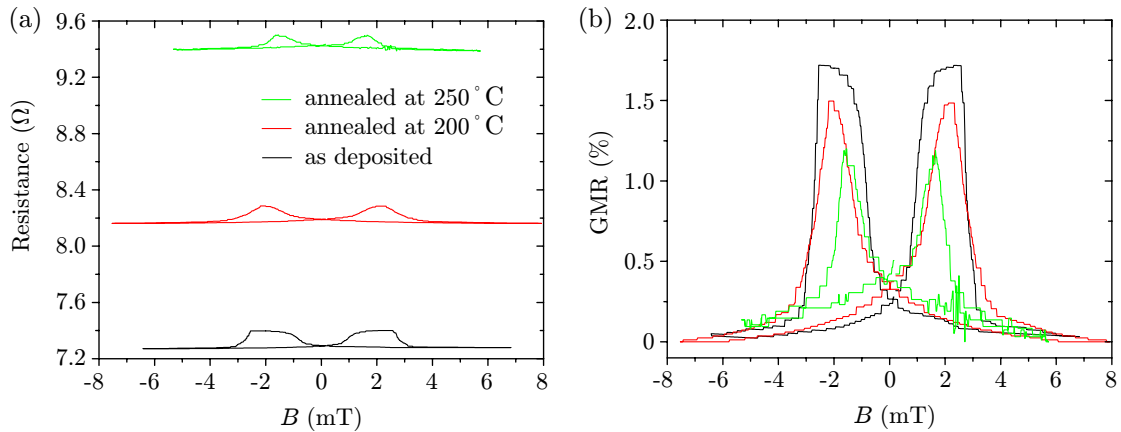 (a)
9.6
9.2
8.8
8.4
8.0
7.6
7.2
Resistance (Ω)
annealed at 250°C
annealed at 200°C
as deposited
-8 -6 -4 -2 0 2 4 6 8
B (mT)
(b)
2.0
1.5
1.0
0.5
0
GMR (%)
-8 -6 -4 -2 0 2 4 6 8
B (mT)